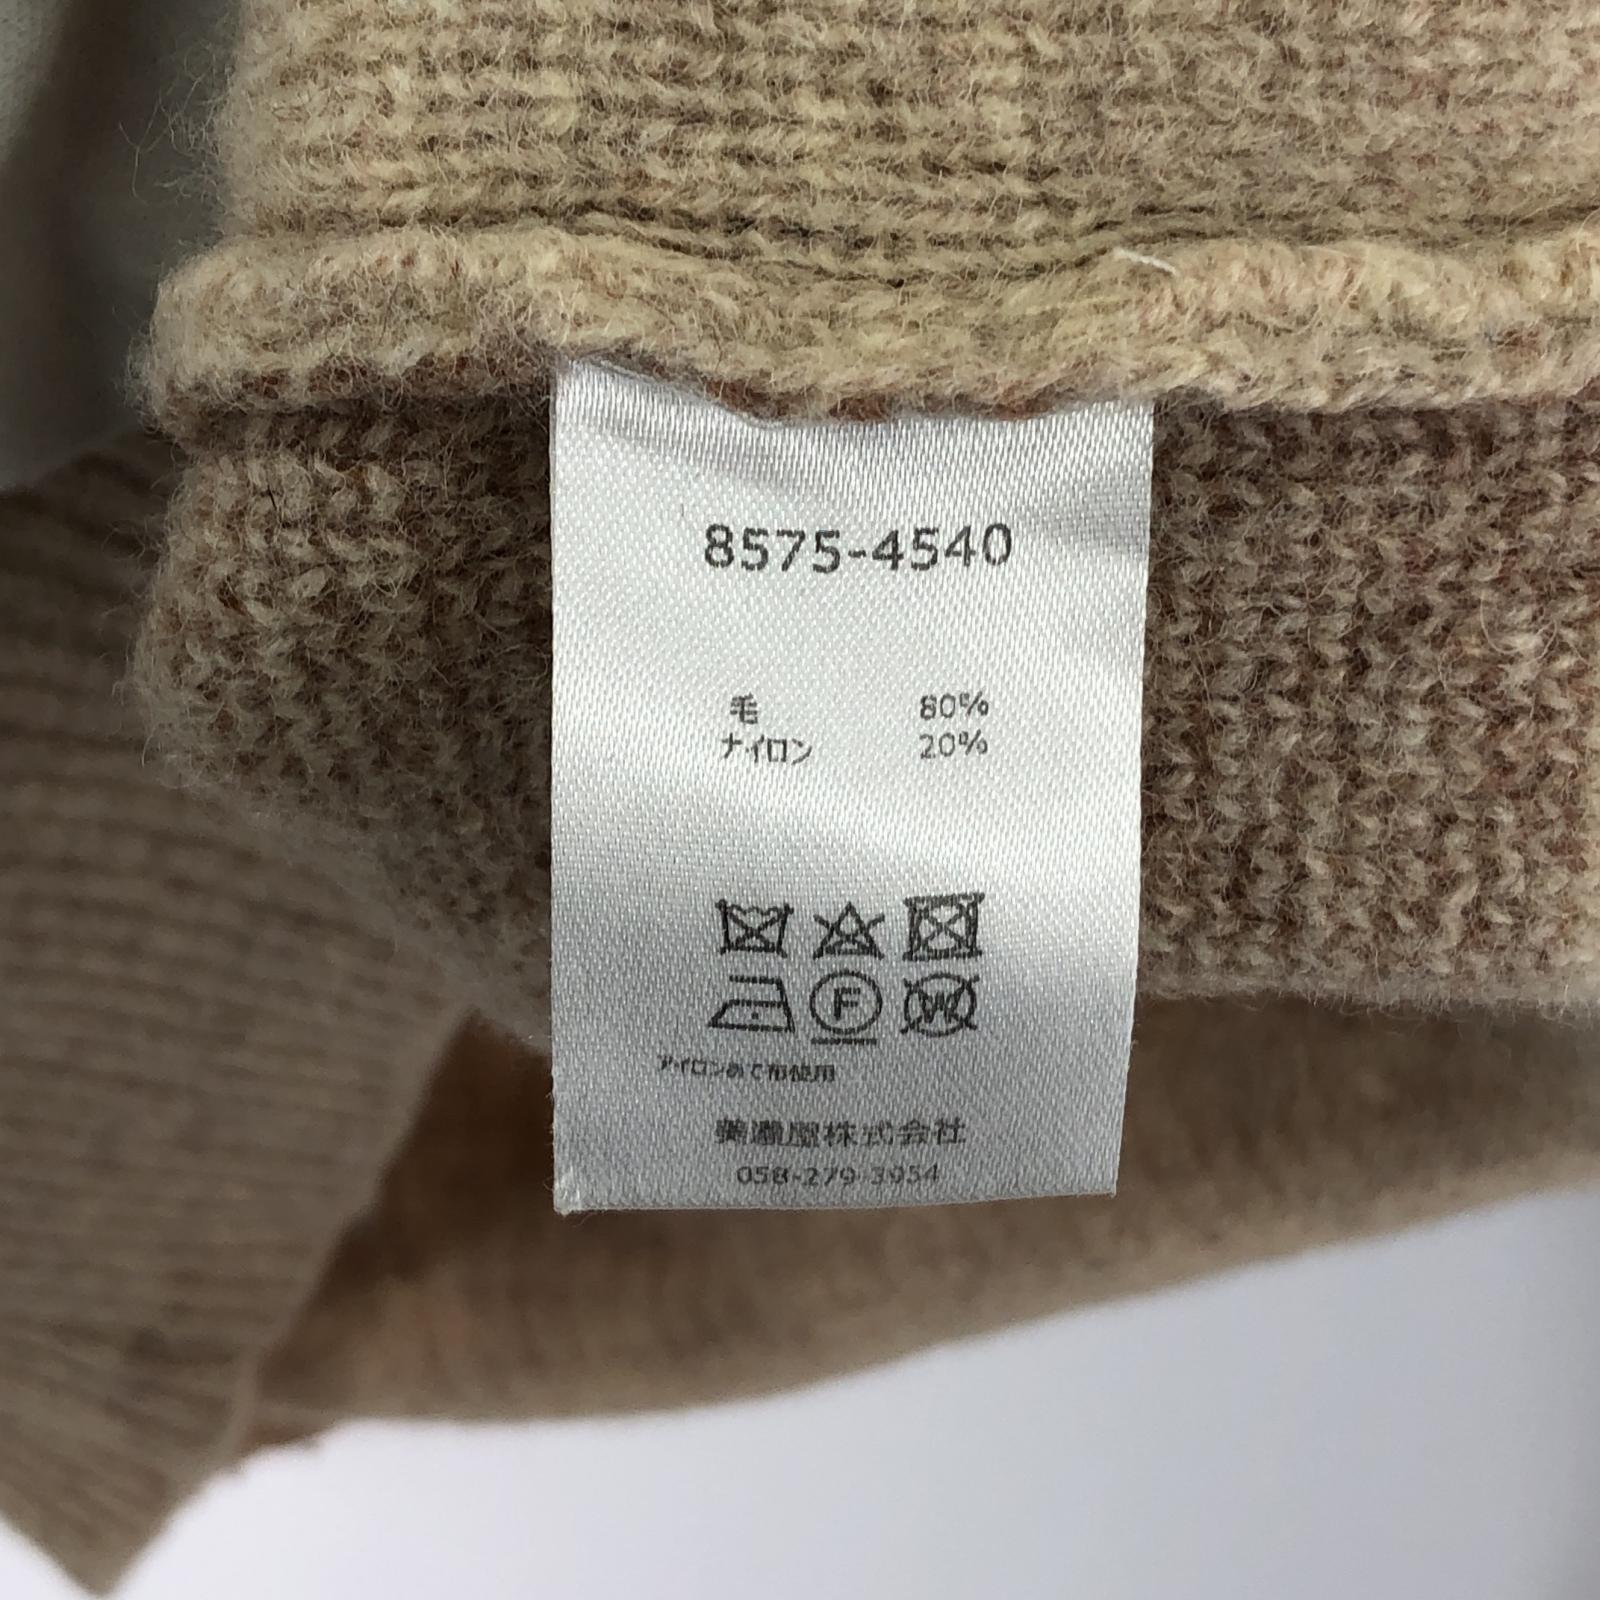 8575-4540
毛 80%
ナイロン 20%
F W
アイロンあて布使用
美濃屋株式会社
058-279-3954